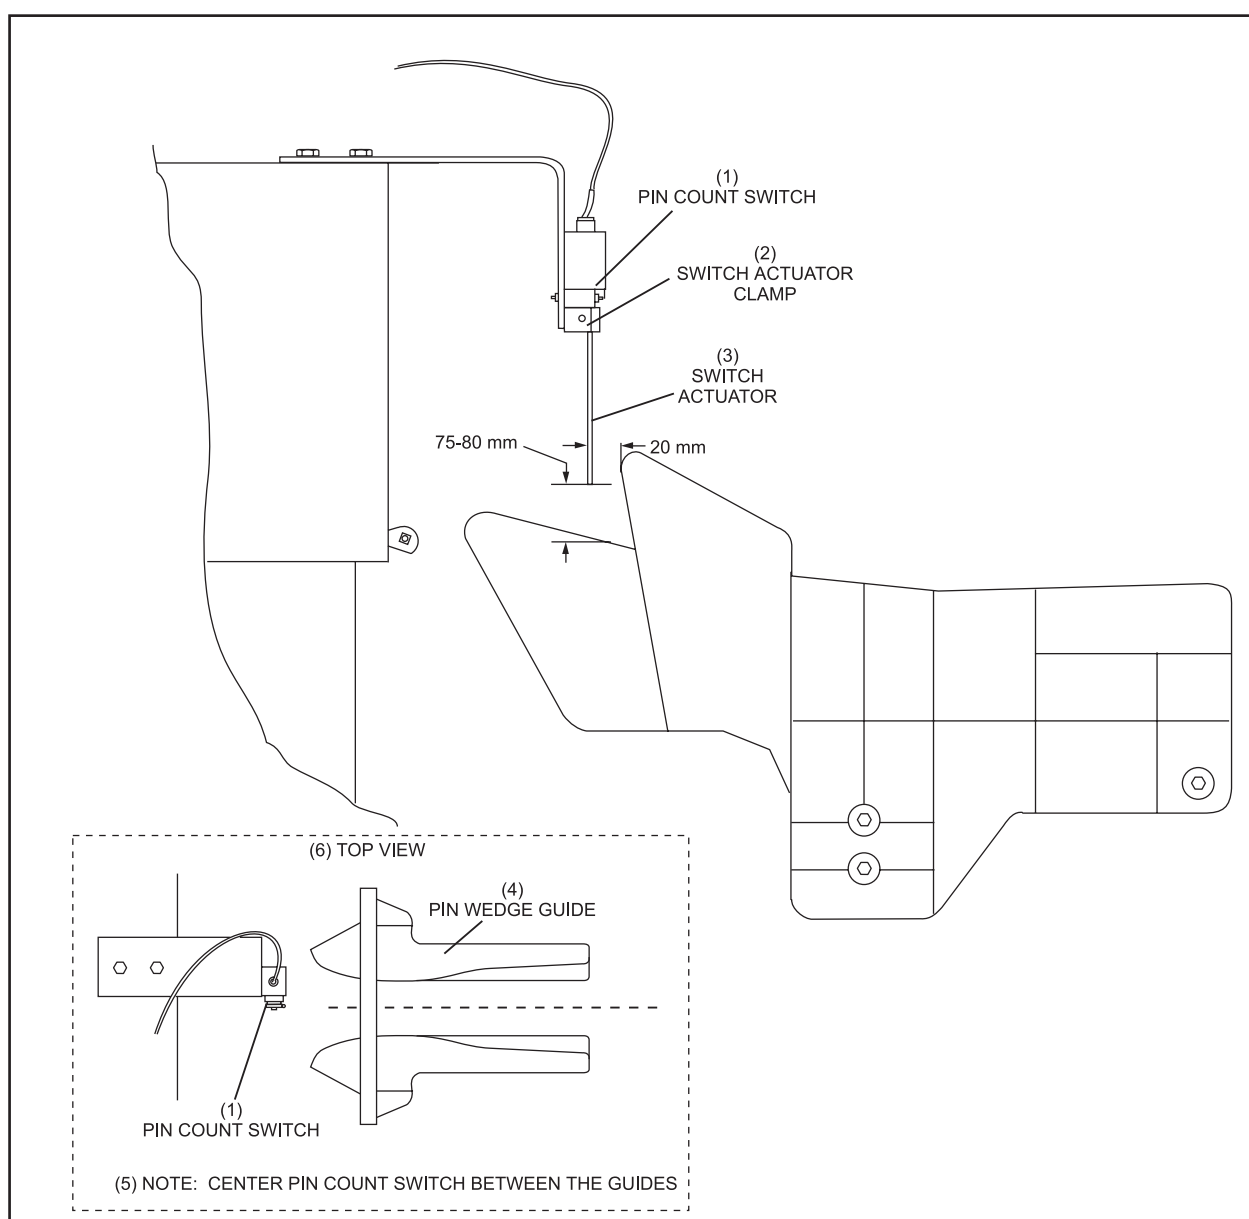 (1)
PIN COUNT SWITCH
(2)
SWITCH ACTUATOR
CLAMP
(3)
SWITCH
ACTUATOR
75-80 mm
20 mm
(6) TOP VIEW
(4)
PIN WEDGE GUIDE
(1)
PIN COUNT SWITCH
(5) NOTE: CENTER PIN COUNT SWITCH BETWEEN THE GUIDES